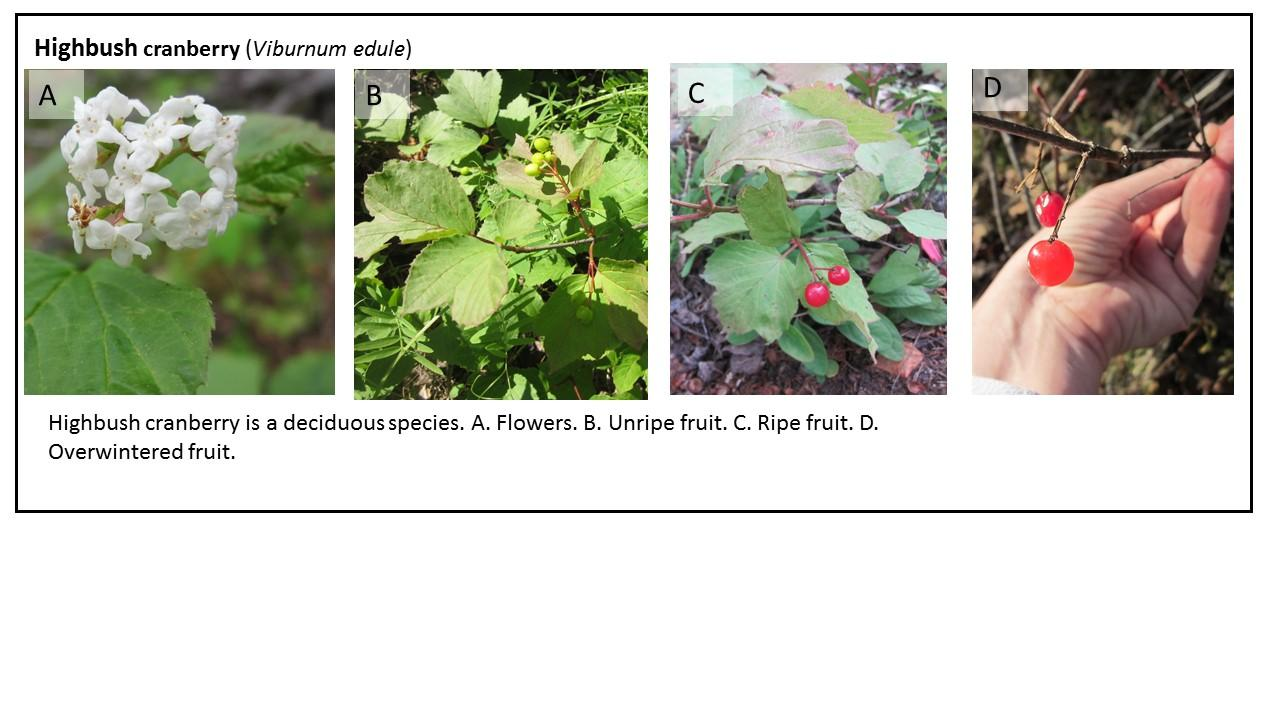 Highbush cranberry (Viburnum edule)
A
B
C
D
Highbush cranberry is a deciduous species. A. Flowers. B. Unripe fruit. C. Ripe fruit. D.
Overwintered fruit.